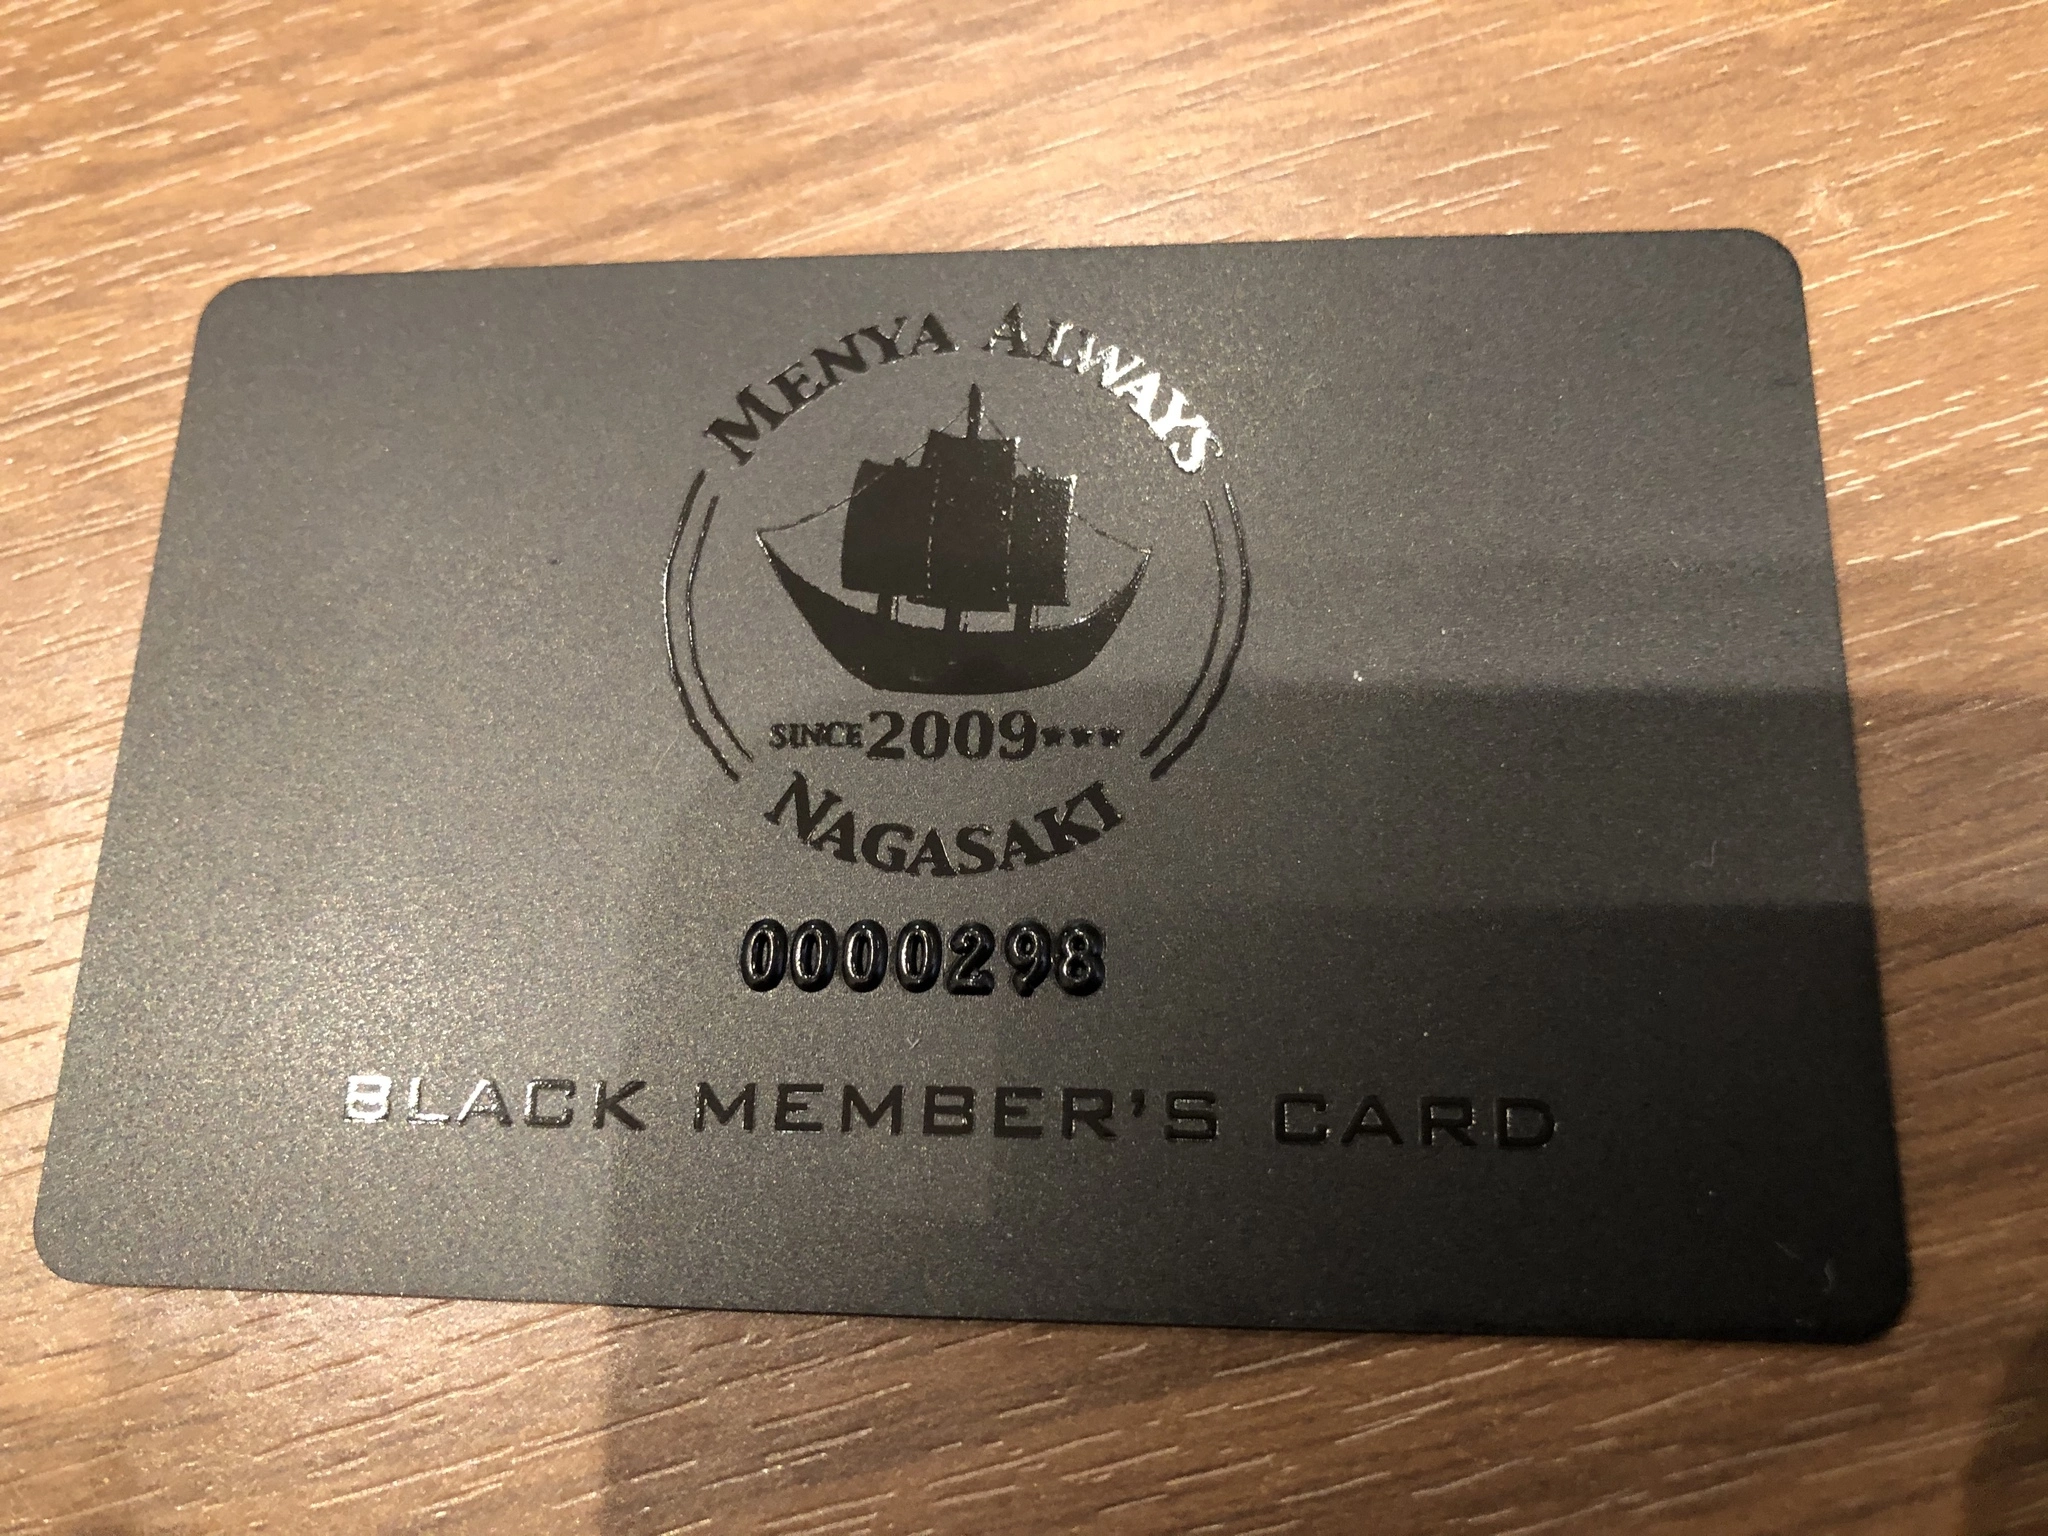 MENYA ALWAYS
SINCE 2009★★★
NAGASAKI
0000298
BLACK MEMBER'S CARD